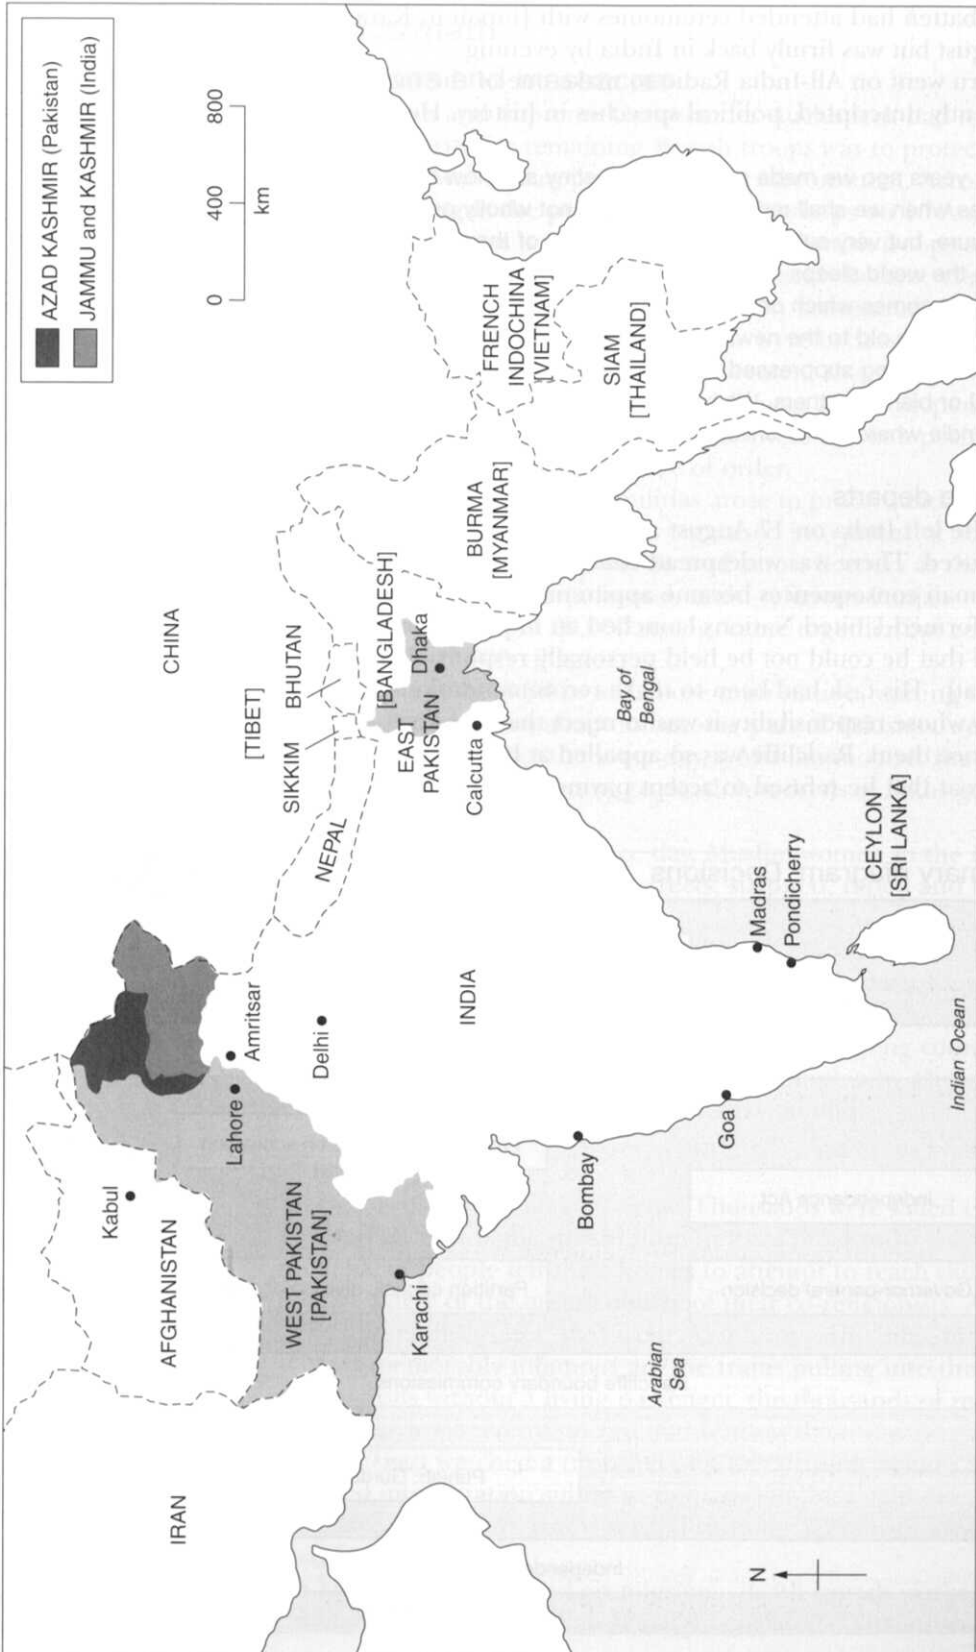 AZAD KASHMIR (Pakistan)
JAMMU and KASHMIR (India)
0 400 800
km
CHINA
[TIBET]
IRAN
AFGHANISTAN
Kabul
WEST PAKISTAN
[PAKISTAN]
Lahore
Amritsar
Delhi
Karachi
NEPAL
SIKKIM
BHUTAN
EAST
PAKISTAN
[BANGLADESH]
Dhaka
Calcutta
INDIA
BURMA
[MYANMAR]
FRENCH
INDOCHINA
[VIETNAM]
SIAM
[THAILAND]
Bombay
Goa
Madras
Pondicherry
CEYLON
[SRI LANKA]
Arabian
Sea
Bay of
Bengal
Indian Ocean
N